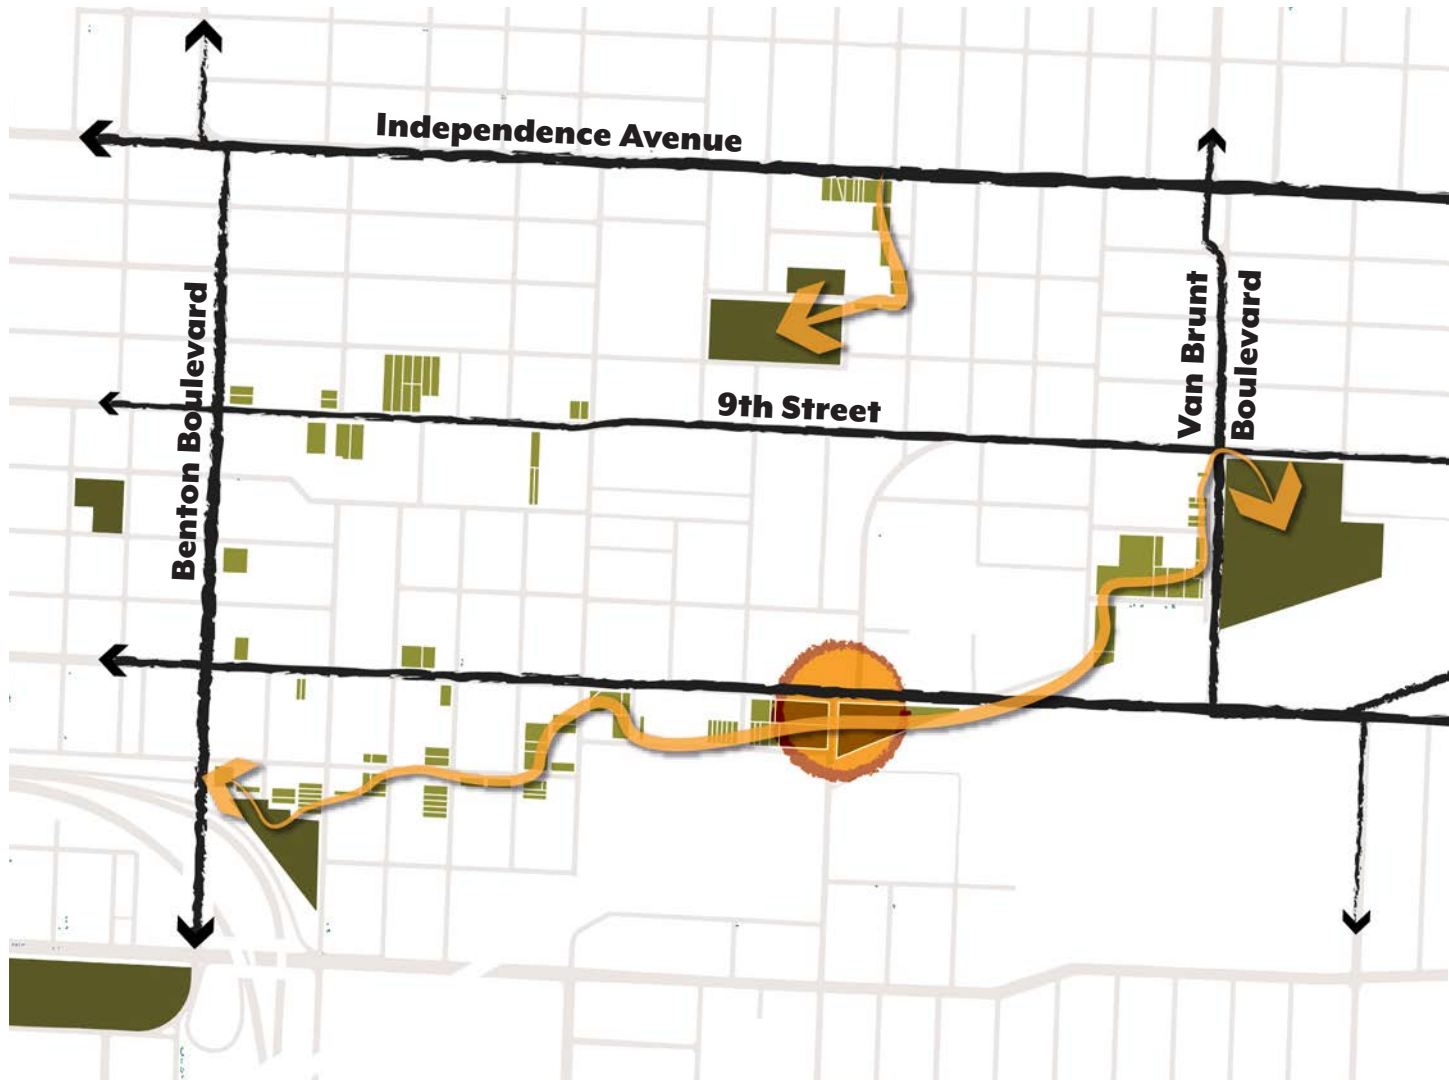 Independence Avenue
Benton Boulevard
9th Street
Van Brunt
Boulevard